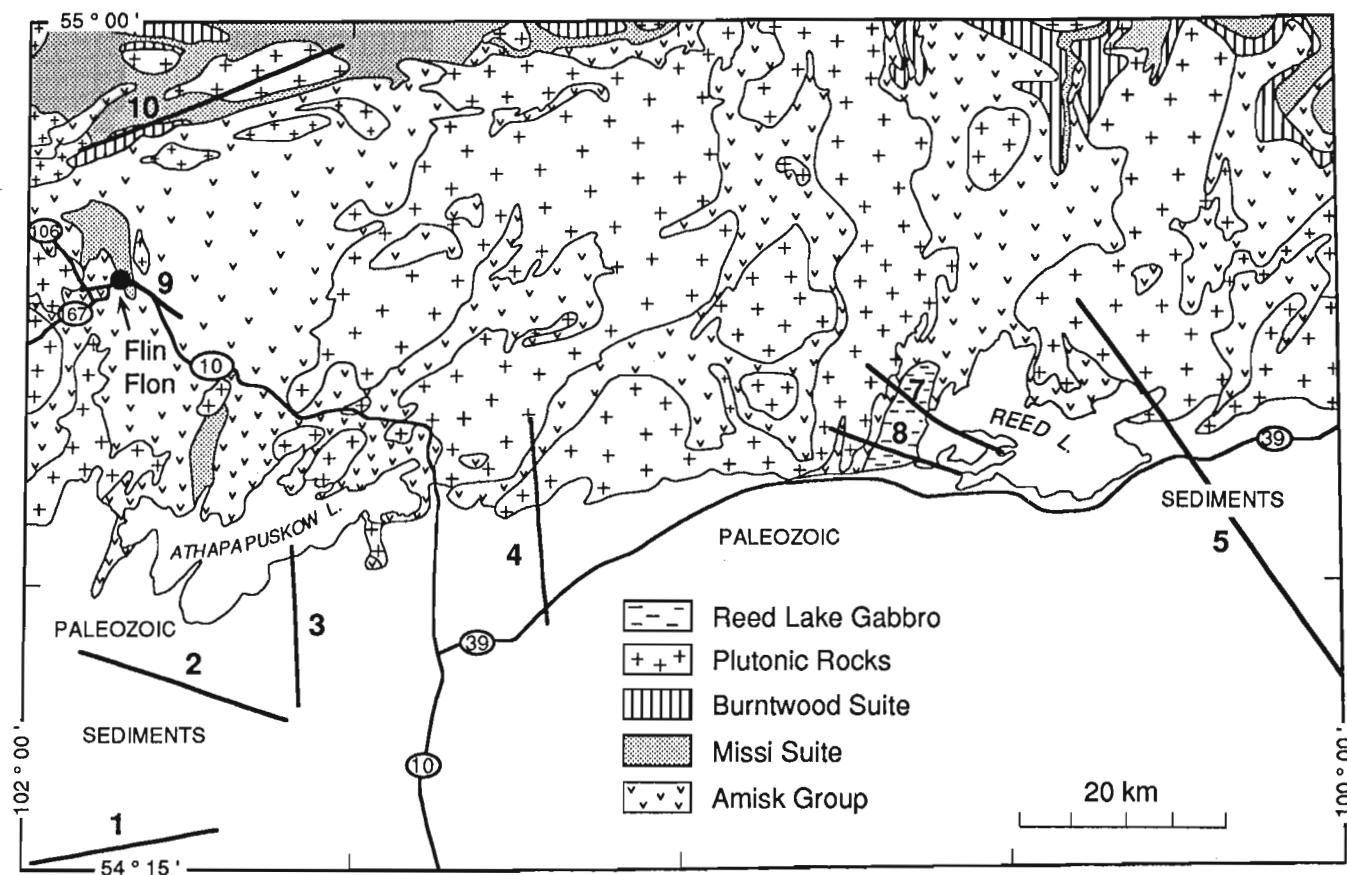 55 ° 00 '
10
106
9
67
Flin
Flon
10
7
8
REED L.
39
SEDIMENTS
5
ATHAPAPUSKOW L.
4
PALEOZOIC
3
PALEOZOIC
2
39
SEDIMENTS
Reed Lake Gabbro
Plutonic Rocks
Burntwood Suite
Missi Suite
Amisk Group
102 ° 00 '
100 ° 00 '
10
20 km
1
54 ° 15 '